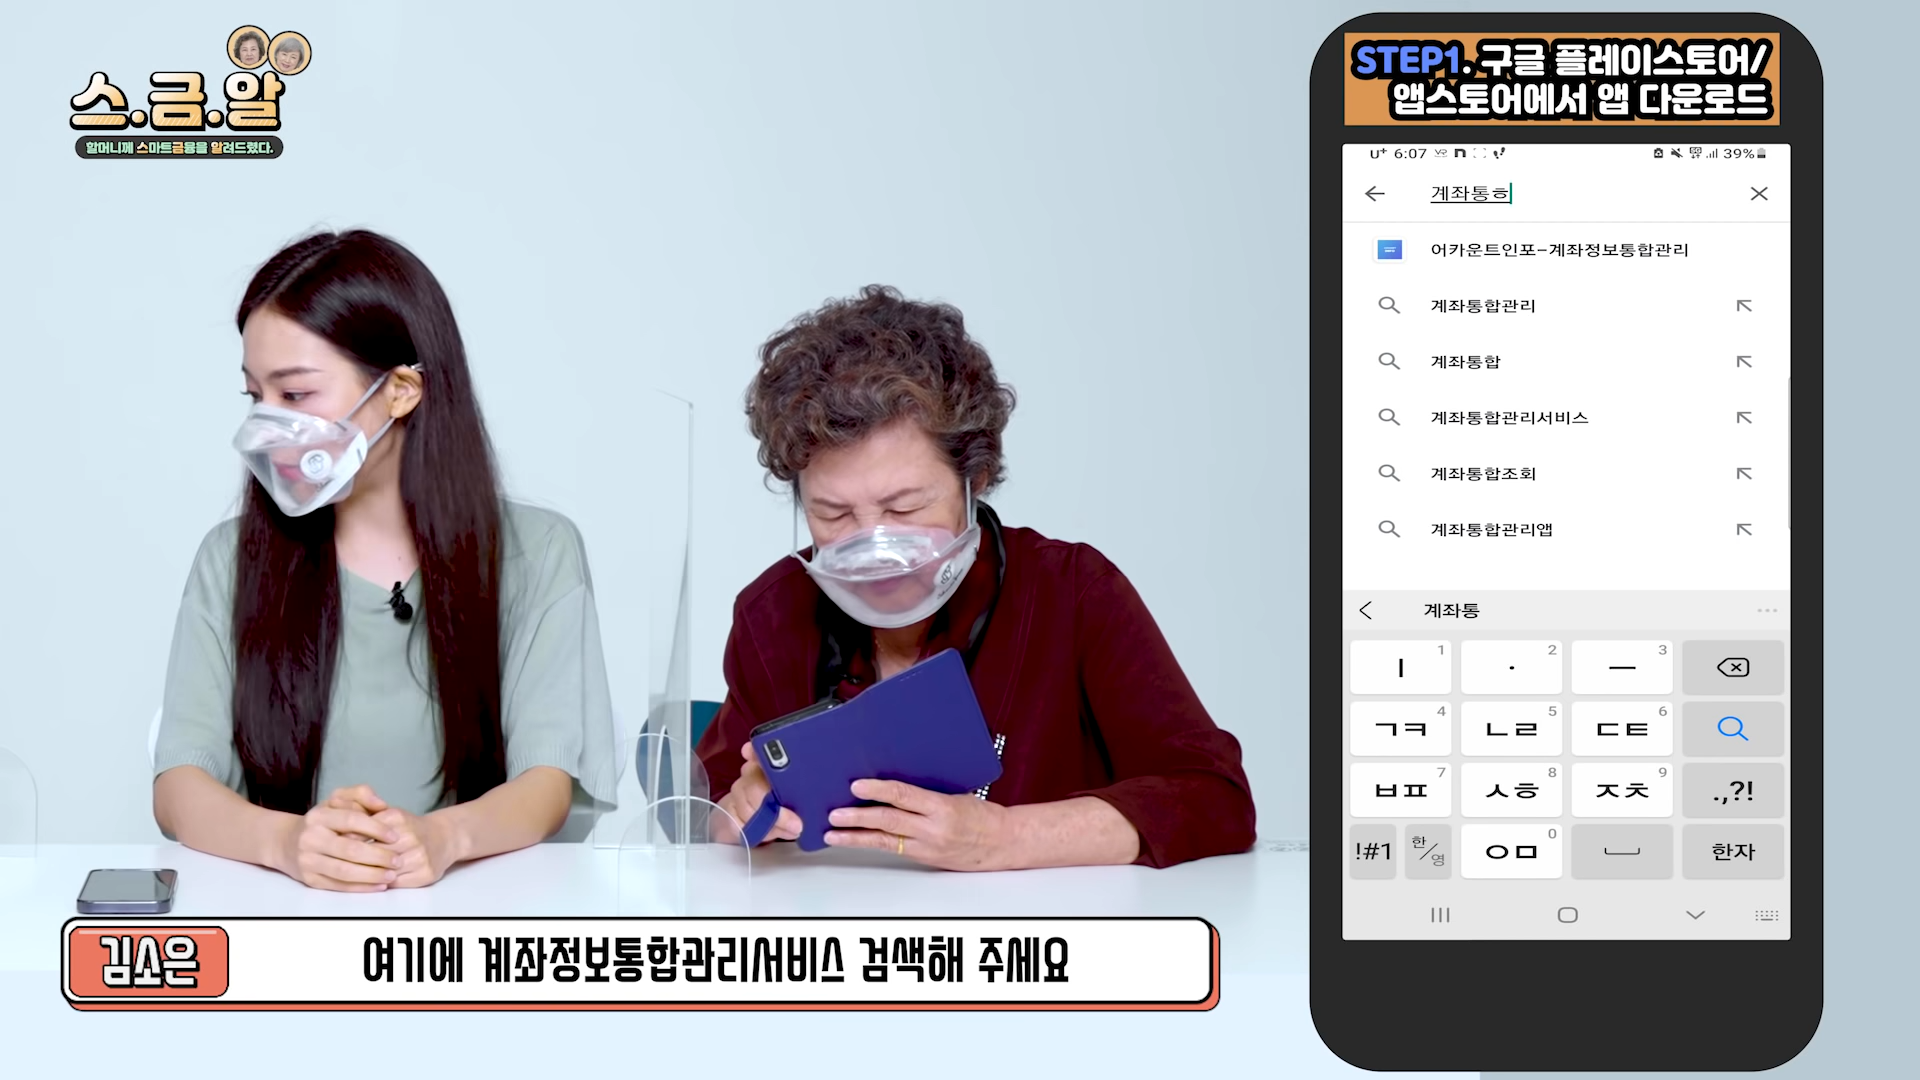 스.금.알
할머니께 스마트금융을 알려드렸다.
STEP1. 구글 플레이스토어/
앱스토어에서 앱 다운로드
U+ 6:07
39%
계좌통ㅎ
어카운트인포-계좌정보통합관리
계좌통합관리
계좌통합
계좌통합관리서비스
계좌통합조회
계좌통합관리앱
계좌통
ㅣ 1 · 2 ㅡ 3
ㄱㅋ 4 ㄴㄹ 5 ㄷㅌ 6
ㅂㅍ 7 ㅅㅎ 8 ㅈㅊ 9 .,?!
!#1 한/영 ㅇㅁ 0 한자
김소은
여기에 계좌정보통합관리서비스 검색해 주세요